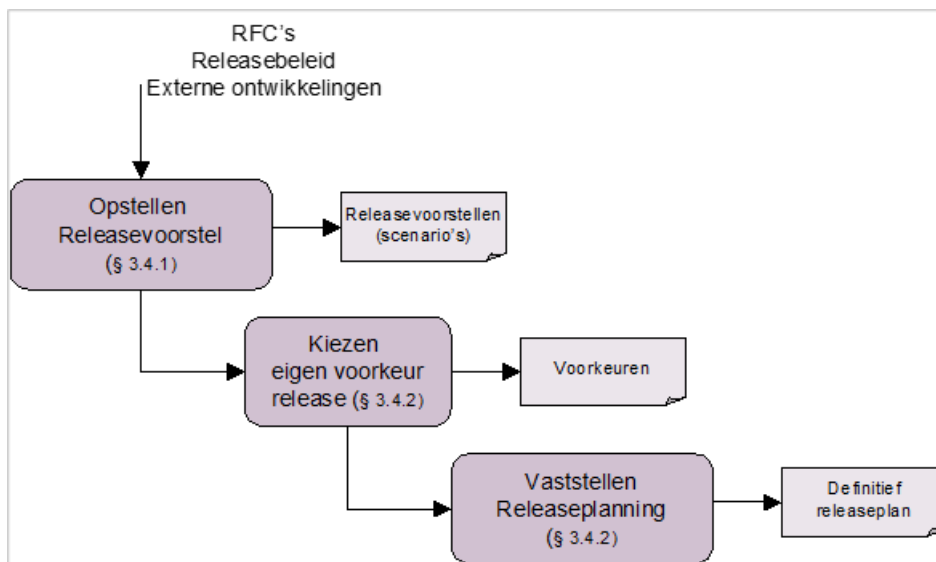 RFC's
Releasebeleid
Externe ontwikkelingen
Opstellen
Releasevoorstel
(§ 3.4.1)
Releasevoorstellen
(scenario's)
Kiezen
eigen voorkeur
release (§ 3.4.2)
Voorkeuren
Vaststellen
Releaseplanning
(§ 3.4.2)
Definitief
releaseplan